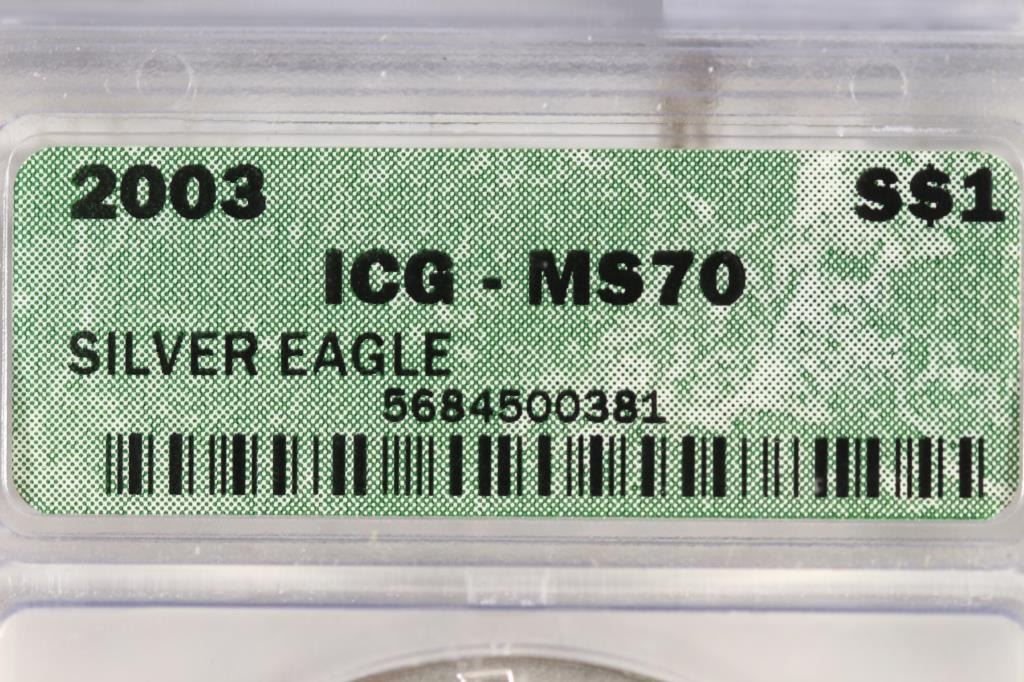 2003 S$1
ICG - MS70
SILVER EAGLE
5684500381